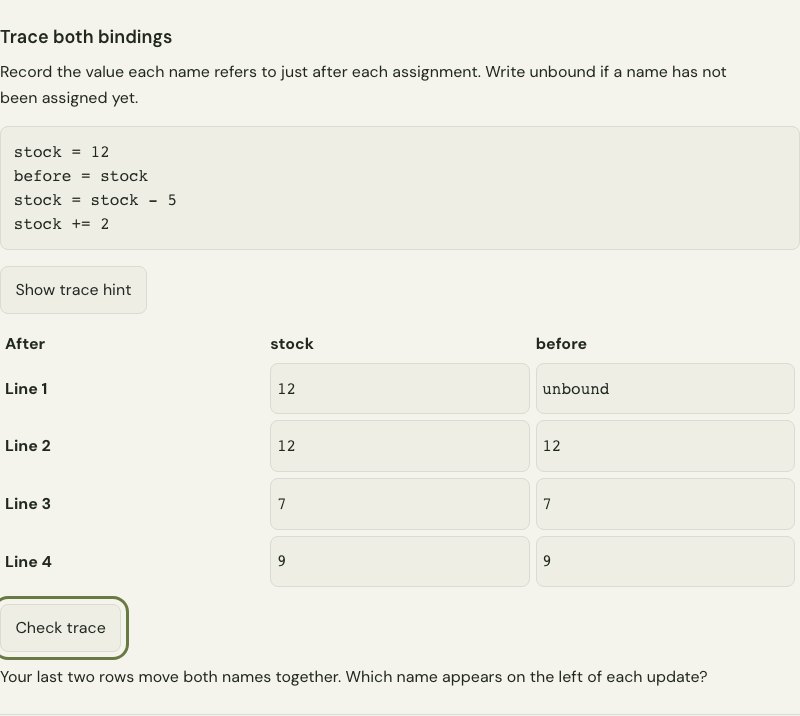 Trace both bindings
Record the value each name refers to just after each assignment. Write unbound if a name has not
been assigned yet.
stock = 12
before = stock
stock = stock - 5
stock += 2
Show trace hint
After stock before
Line 1 12 unbound
Line 2 12 12
Line 3 7 7
Line 4 9 9
Check trace
Your last two rows move both names together. Which name appears on the left of each update?